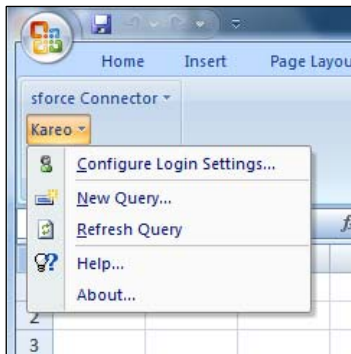 Home Insert Page Layou
sforce Connector
Kareo
Configure Login Settings...
New Query...
Refresh Query
Help...
About...
2
3